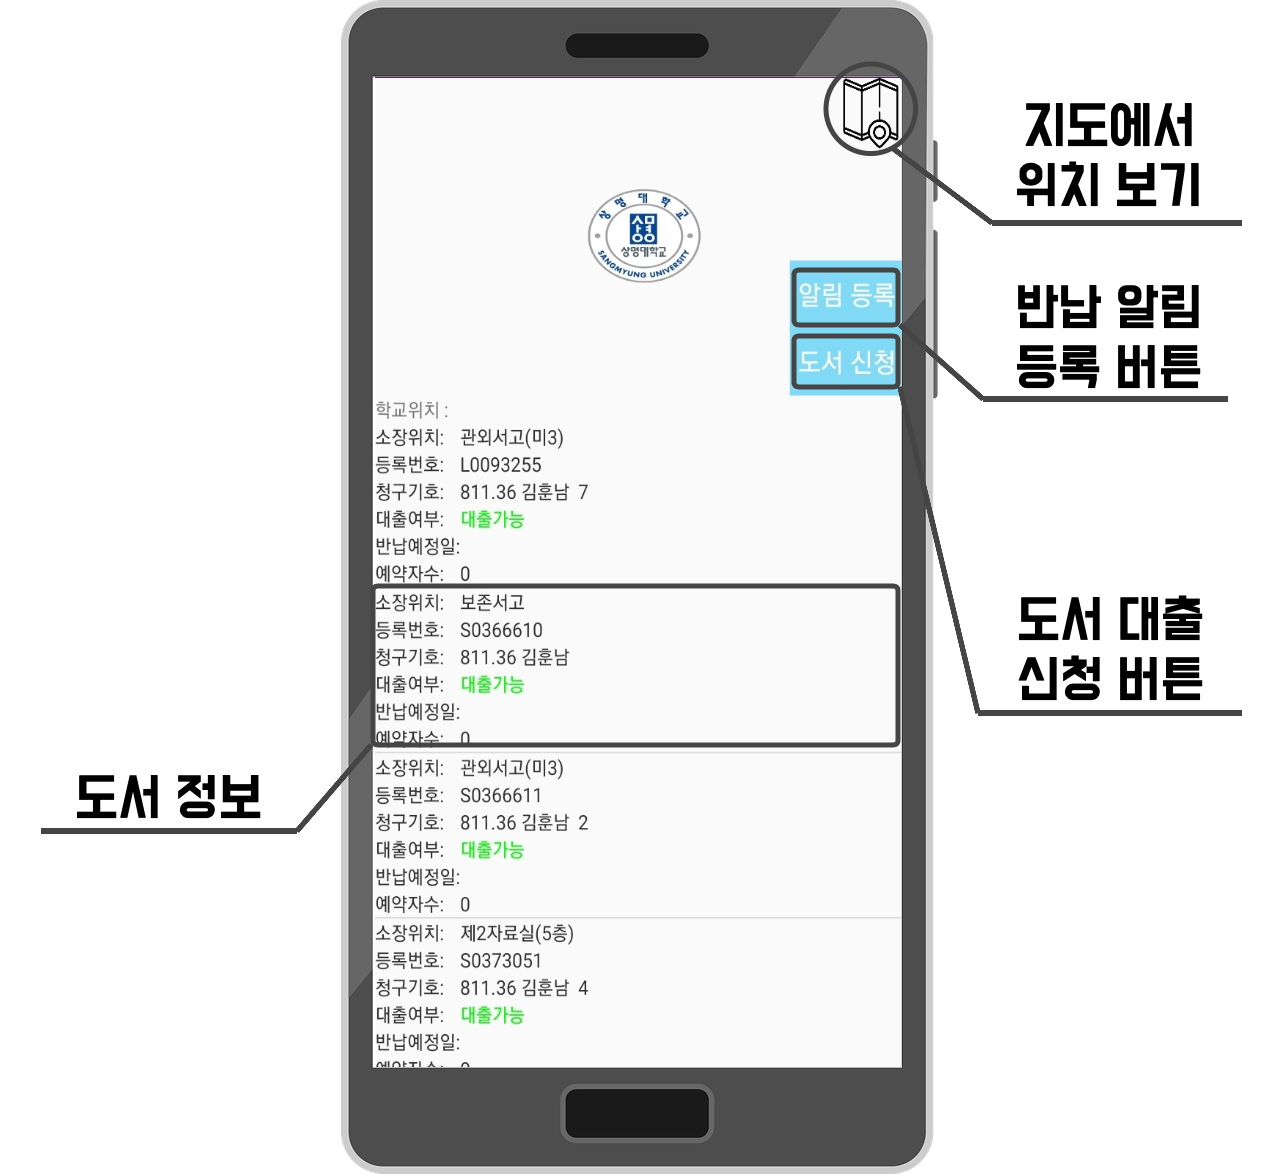 지도에서
위치 보기
상명대학교
상명
상명대학교
SANGMYUNG UNIVERSITY
알림 등록
반납 알림
등록 버튼
도서 신청
학교위치 :
소장위치: 관외서고(미3)
등록번호: L0093255
청구기호: 811.36 김훈남 7
대출여부: 대출가능
반납예정일:
예약자수: 0
소장위치: 보존서고
등록번호: S0366610
청구기호: 811.36 김훈남
대출여부: 대출가능
반납예정일:
예약자수: 0
도서 대출
신청 버튼
도서 정보
소장위치: 관외서고(미3)
등록번호: S0366611
청구기호: 811.36 김훈남 2
대출여부: 대출가능
반납예정일:
예약자수: 0
소장위치: 제2자료실(5층)
등록번호: S0373051
청구기호: 811.36 김훈남 4
대출여부: 대출가능
반납예정일: